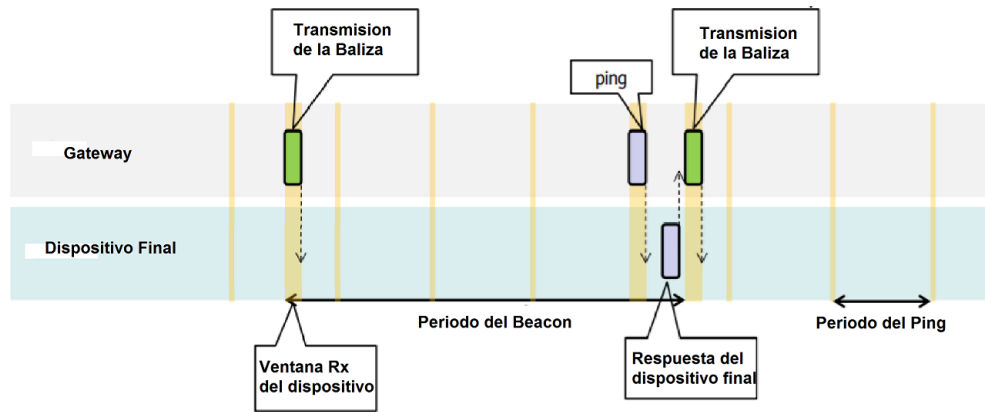 Transmision
de la Baliza
ping
Transmision
de la Baliza
Gateway
Dispositivo Final
Periodo del Beacon
Periodo del Ping
Ventana Rx
del dispositivo
Respuesta del
dispositivo final